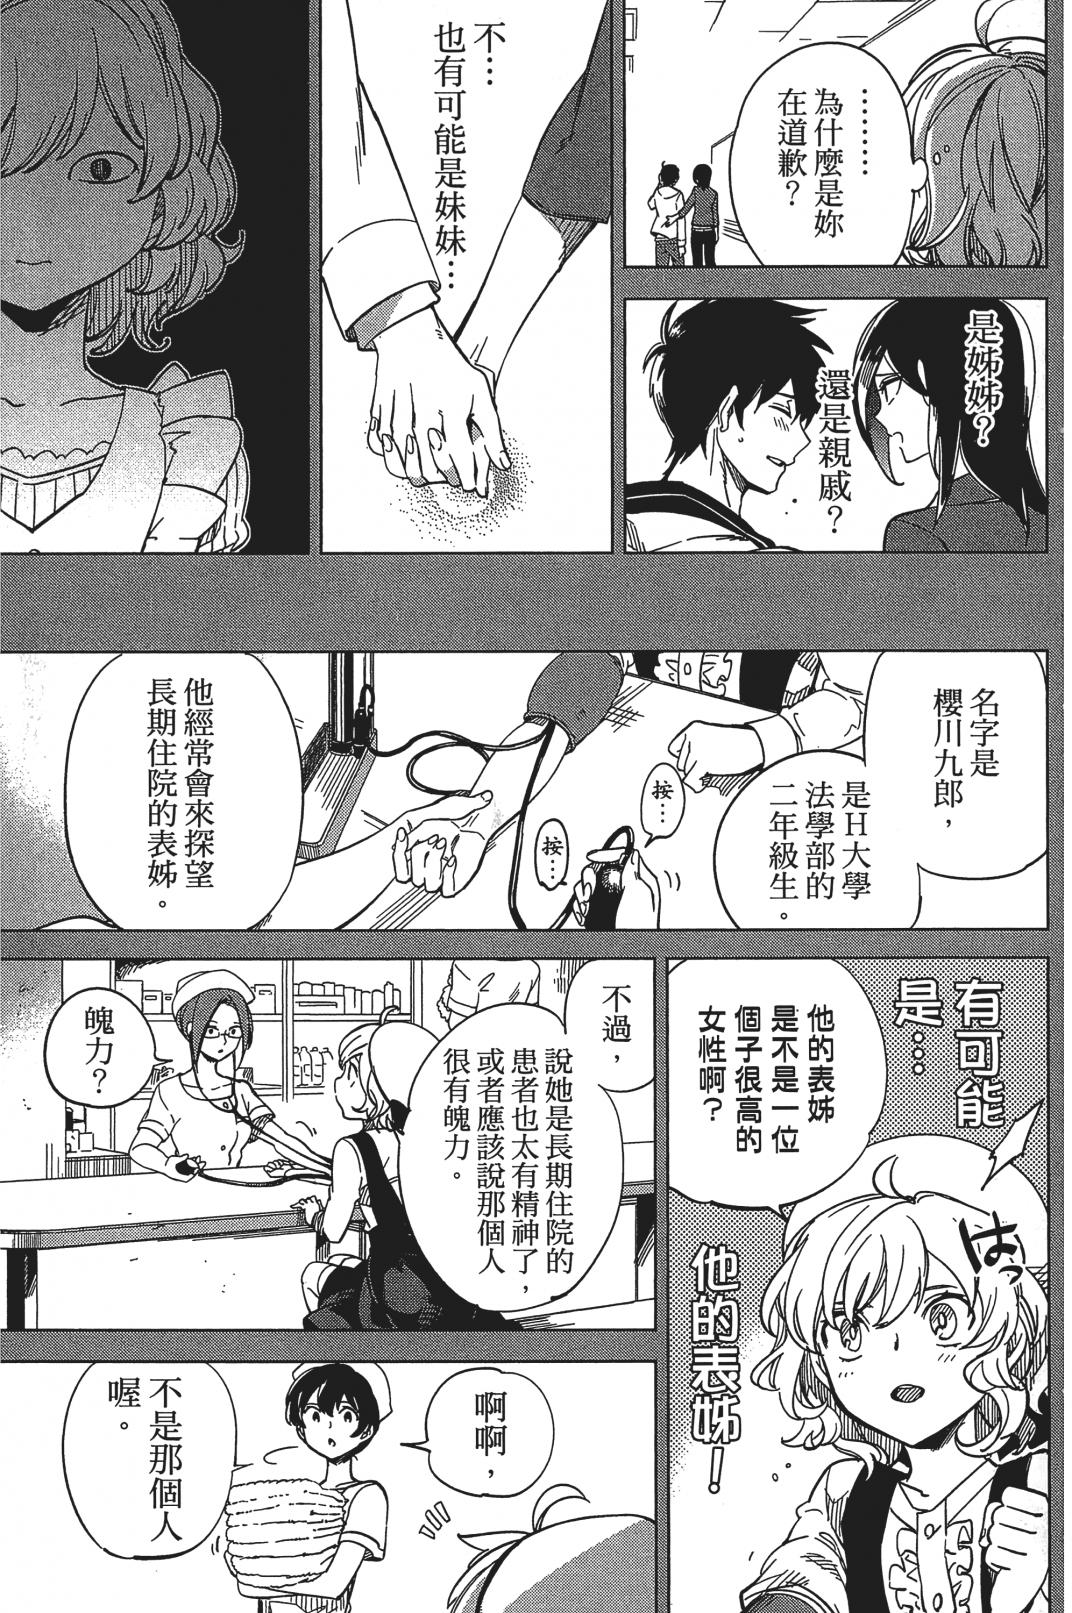 ………
為什麼是妳
在道歉？
是姊姊？
還是親戚？
不…
也有可能是妹妹…
名字是
櫻川九郎，
是H大學
法學部的
二年級生。
按…
按…
他經常會來探望
長期住院的表姊。
有可能
是…
他的表姊
是不是一位
個子很高的
女性啊？
はっ
他的表姊！
不過，
說她是長期住院的
患者也太有精神了，
或者應該說那個人
很有魄力。
魄力？
啊啊，
不是那個人
喔。